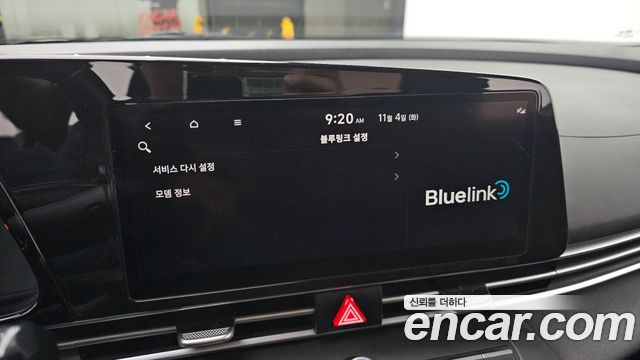 9:20 AM 11월 4일 (화)
블루링크 설정
서비스 다시 설정
모뎀 정보
Bluelink
신뢰를 더하다
encar.com